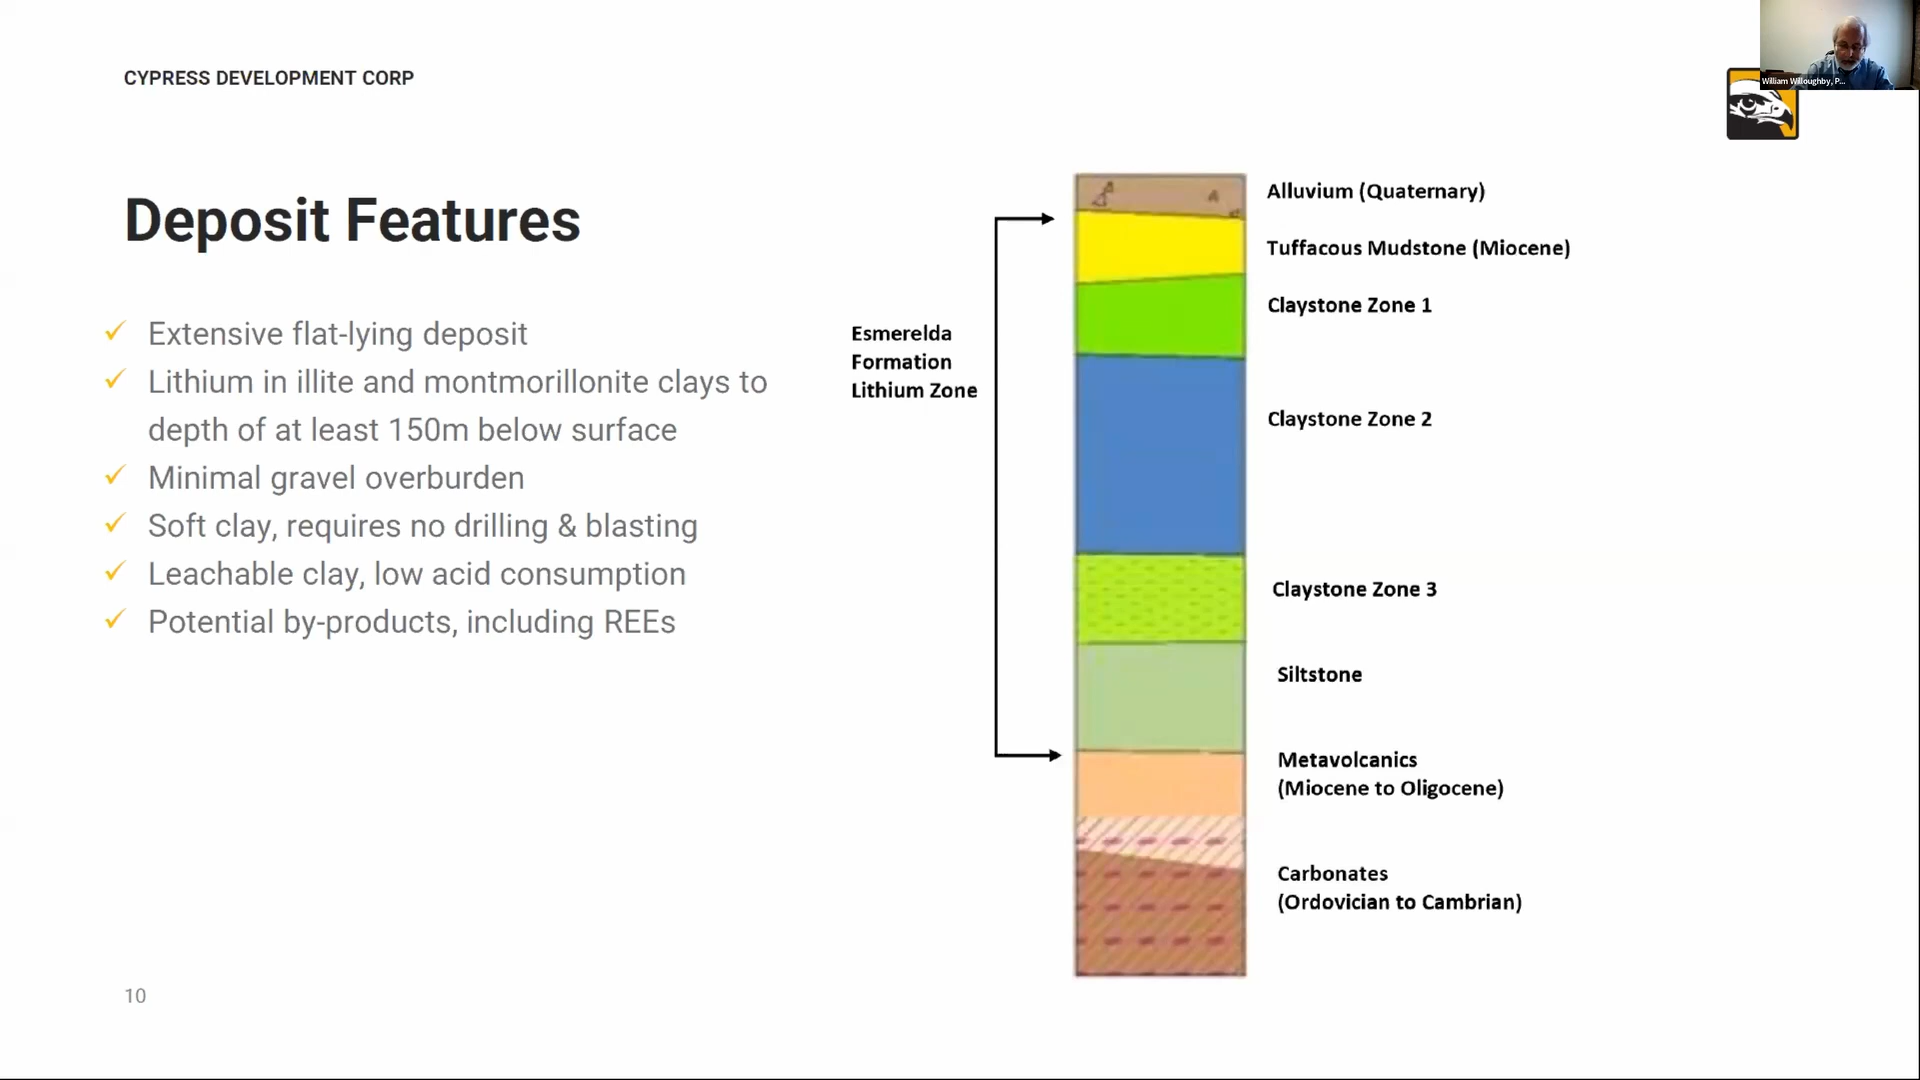 CYPRESS DEVELOPMENT CORP
William Willoughby, P...
Deposit Features
Extensive flat-lying deposit
Lithium in illite and montmorillonite clays to
depth of at least 150m below surface
Minimal gravel overburden
Soft clay, requires no drilling & blasting
Leachable clay, low acid consumption
Potential by-products, including REEs
Esmerelda
Formation
Lithium Zone
Alluvium (Quaternary)
Tuffacous Mudstone (Miocene)
Claystone Zone 1
Claystone Zone 2
Claystone Zone 3
Siltstone
Metavolcanics
(Miocene to Oligocene)
Carbonates
(Ordovician to Cambrian)
10